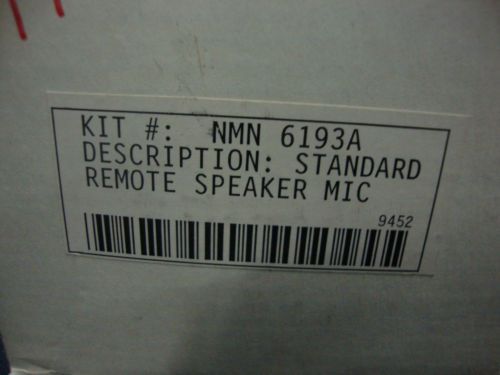 KIT #: NMN 6193A
DESCRIPTION: STANDARD
REMOTE SPEAKER MIC
9452